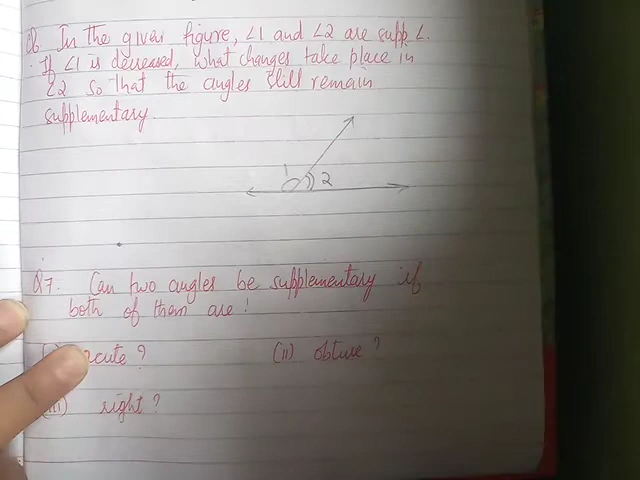 Q6. In the given figure, ∠1 and ∠2 are supp ∠.
If ∠1 is decreased, what changes take place in
∠2 so that the angles still remain
supplementary.
1
2
Q7. Can two angles be supplementary if
both of them are!
acute?
(ii) obtuse?
(iii) right?